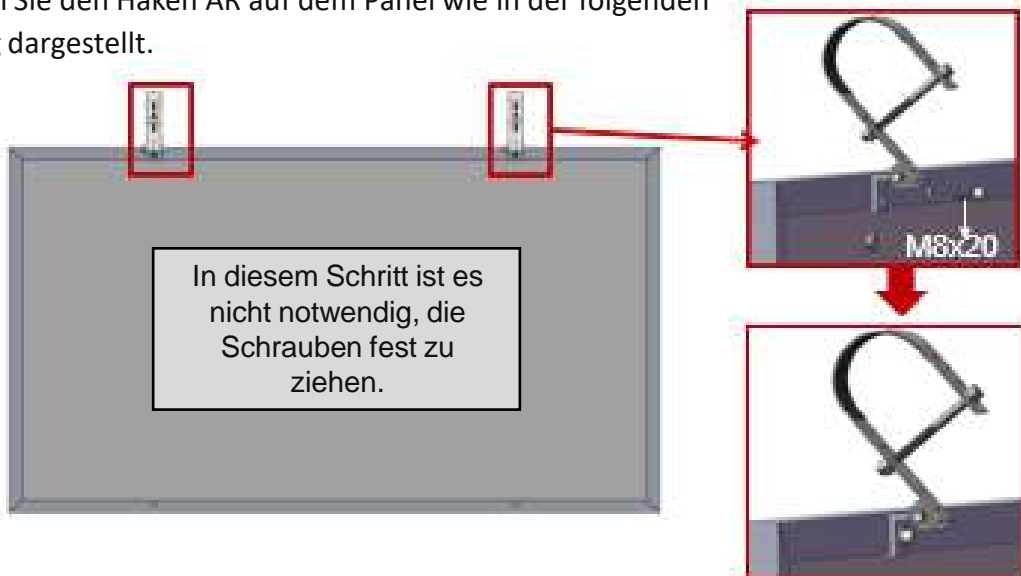 Sie den Haken AR auf dem Panel wie in der folgenden
dargestellt.
In diesem Schritt ist es
nicht notwendig, die
Schrauben fest zu
ziehen.
M8x20